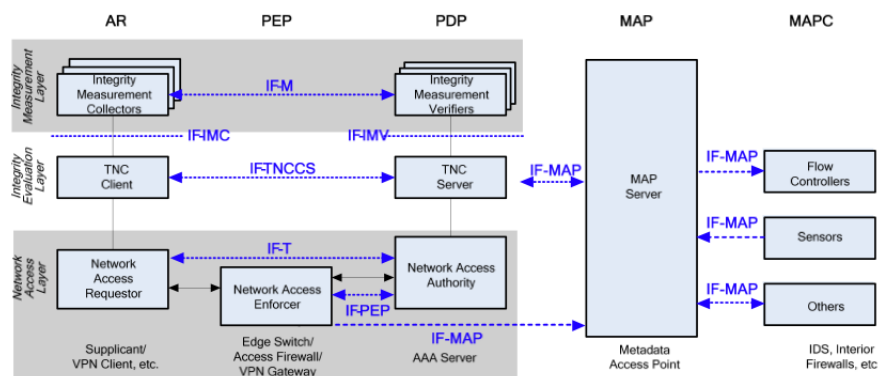 AR PEP PDP MAP MAPC
Integrity Measurement
Layer
Integrity
Measurement
Collectors
IF-M
Integrity
Measurement
Verifiers
IF-IMC
IF-IMV
Integrity
Evaluation
Layer
TNC
Client
IF-TNCCS
TNC
Server
IF-MAP
MAP
Server
IF-MAP
Flow
Controllers
IF-MAP
Sensors
IF-MAP
Others
Network
Access
Layer
Network
Access
Requestor
IF-T
Network Access
Enforcer
IF-PEP
Network Access
Authority
IF-MAP
Supplicant/
VPN Client, etc.
Edge Switch/
Access Firewall/
VPN Gateway
AAA Server
Metadata
Access Point
IDS, Interior
Firewalls, etc